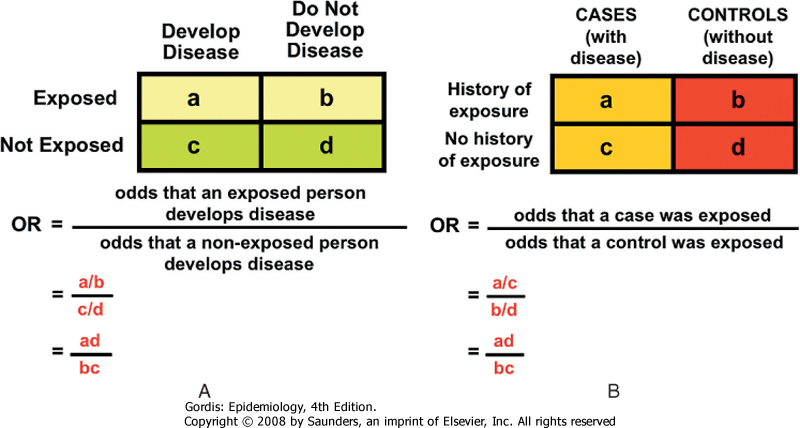 Develop
Disease
Do Not
Develop
Disease
Exposed
a
b
Not Exposed
c
d
OR =
odds that an exposed person
develops disease
odds that a non-exposed person
develops disease
=
a/b
c/d
=
ad
bc
A
CASES
(with
disease)
CONTROLS
(without
disease)
History of
exposure
a
b
No history
of exposure
c
d
OR =
odds that a case was exposed
odds that a control was exposed
=
a/c
b/d
=
ad
bc
B
Gordis: Epidemiology, 4th Edition.
Copyright © 2008 by Saunders, an imprint of Elsevier, Inc. All rights reserved